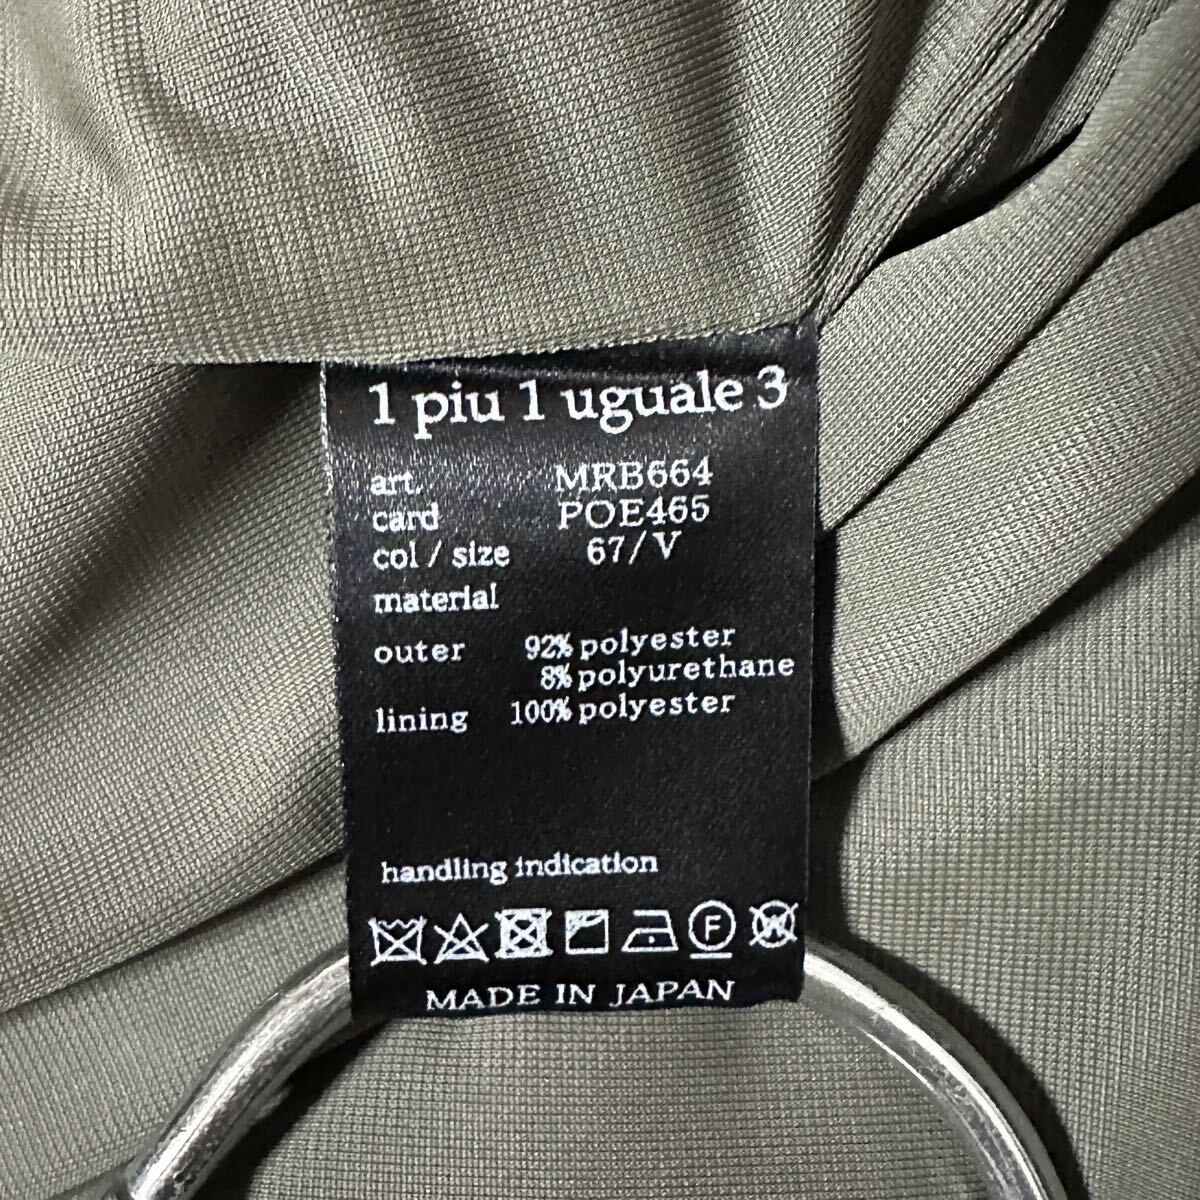 1 piu 1 uguale 3
art. MRB664
card POE465
col / size 67/V
material
outer 92% polyester
8% polyurethane
lining 100% polyester
handling indication
F W
MADE IN JAPAN